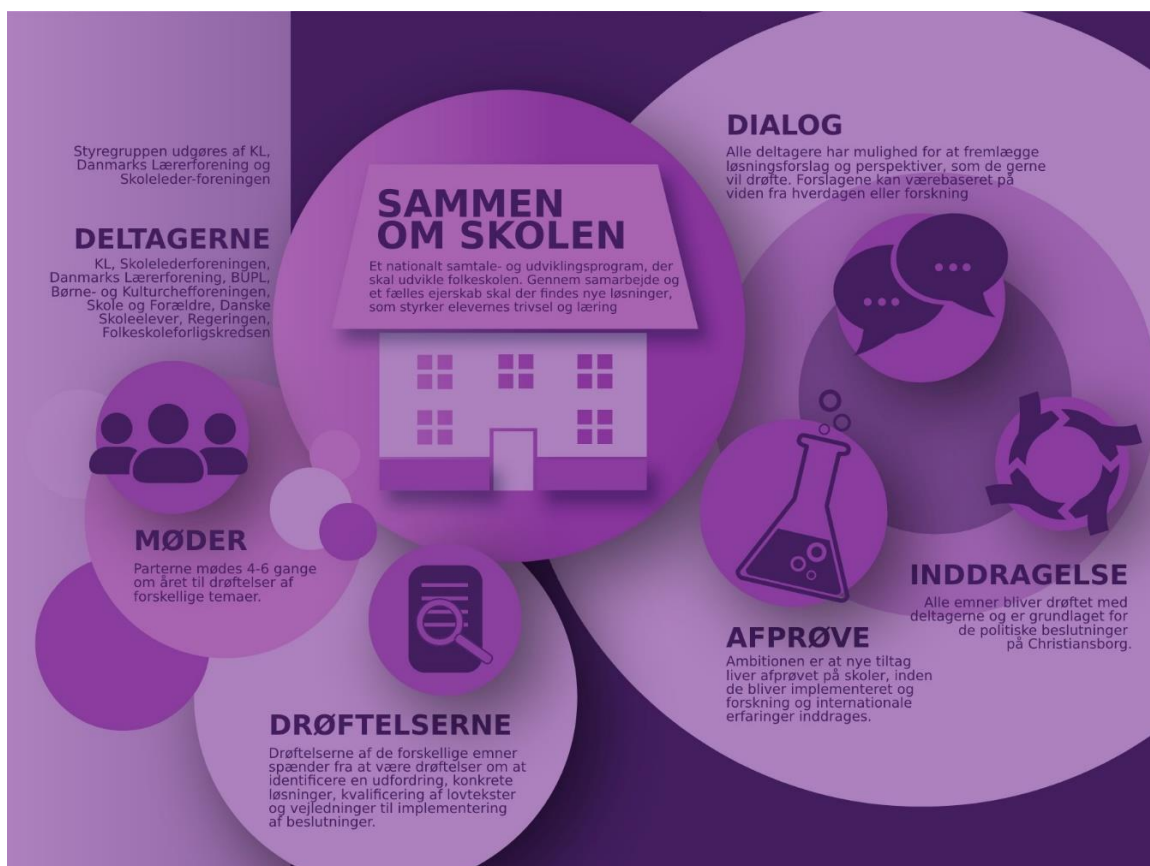 Styregruppen udgøres af KL,
Danmarks Lærerforening og
Skoleleder-foreningen
DELTAGERNE
KL, Skolelederforeningen,
Danmarks Lærerforening, BUPL,
Børne- og Kulturchefforeningen,
Skole og Forældre, Danske
Skoleelever, Regeringen,
Folkeskoleforligskredsen
MØDER
Parterne mødes 4-6 gange
om året til drøftelser af
forskellige temaer.
SAMMEN
OM SKOLEN
Et nationalt samtale- og udviklingsprogram, der
skal udvikle folkeskolen. Gennem samarbejde og
et fælles ejerskab skal der findes nye løsninger,
som styrker elevernes trivsel og læring
DRØFTELSERNE
Drøftelserne af de forskellige emner
spænder fra at være drøftelser om at
identificere en udfordring, konkrete
løsninger, kvalificering af lovtekster
og vejledninger til implementering
af beslutninger.
DIALOG
Alle deltagere har mulighed for at fremlægge
løsningsforslag og perspektiver, som de gerne
vil drøfte. Forslagene kan værebaseret på
viden fra hverdagen eller forskning
INDDRAGELSE
Alle emner bliver drøftet med
deltagerne og er grundlaget for
de politiske beslutninger
på Christiansborg.
AFPRØVE
Ambitionen er at nye tiltag
liver afprøvet på skoler, inden
de bliver implementeret og
forskning og internationale
erfaringer inddrages.